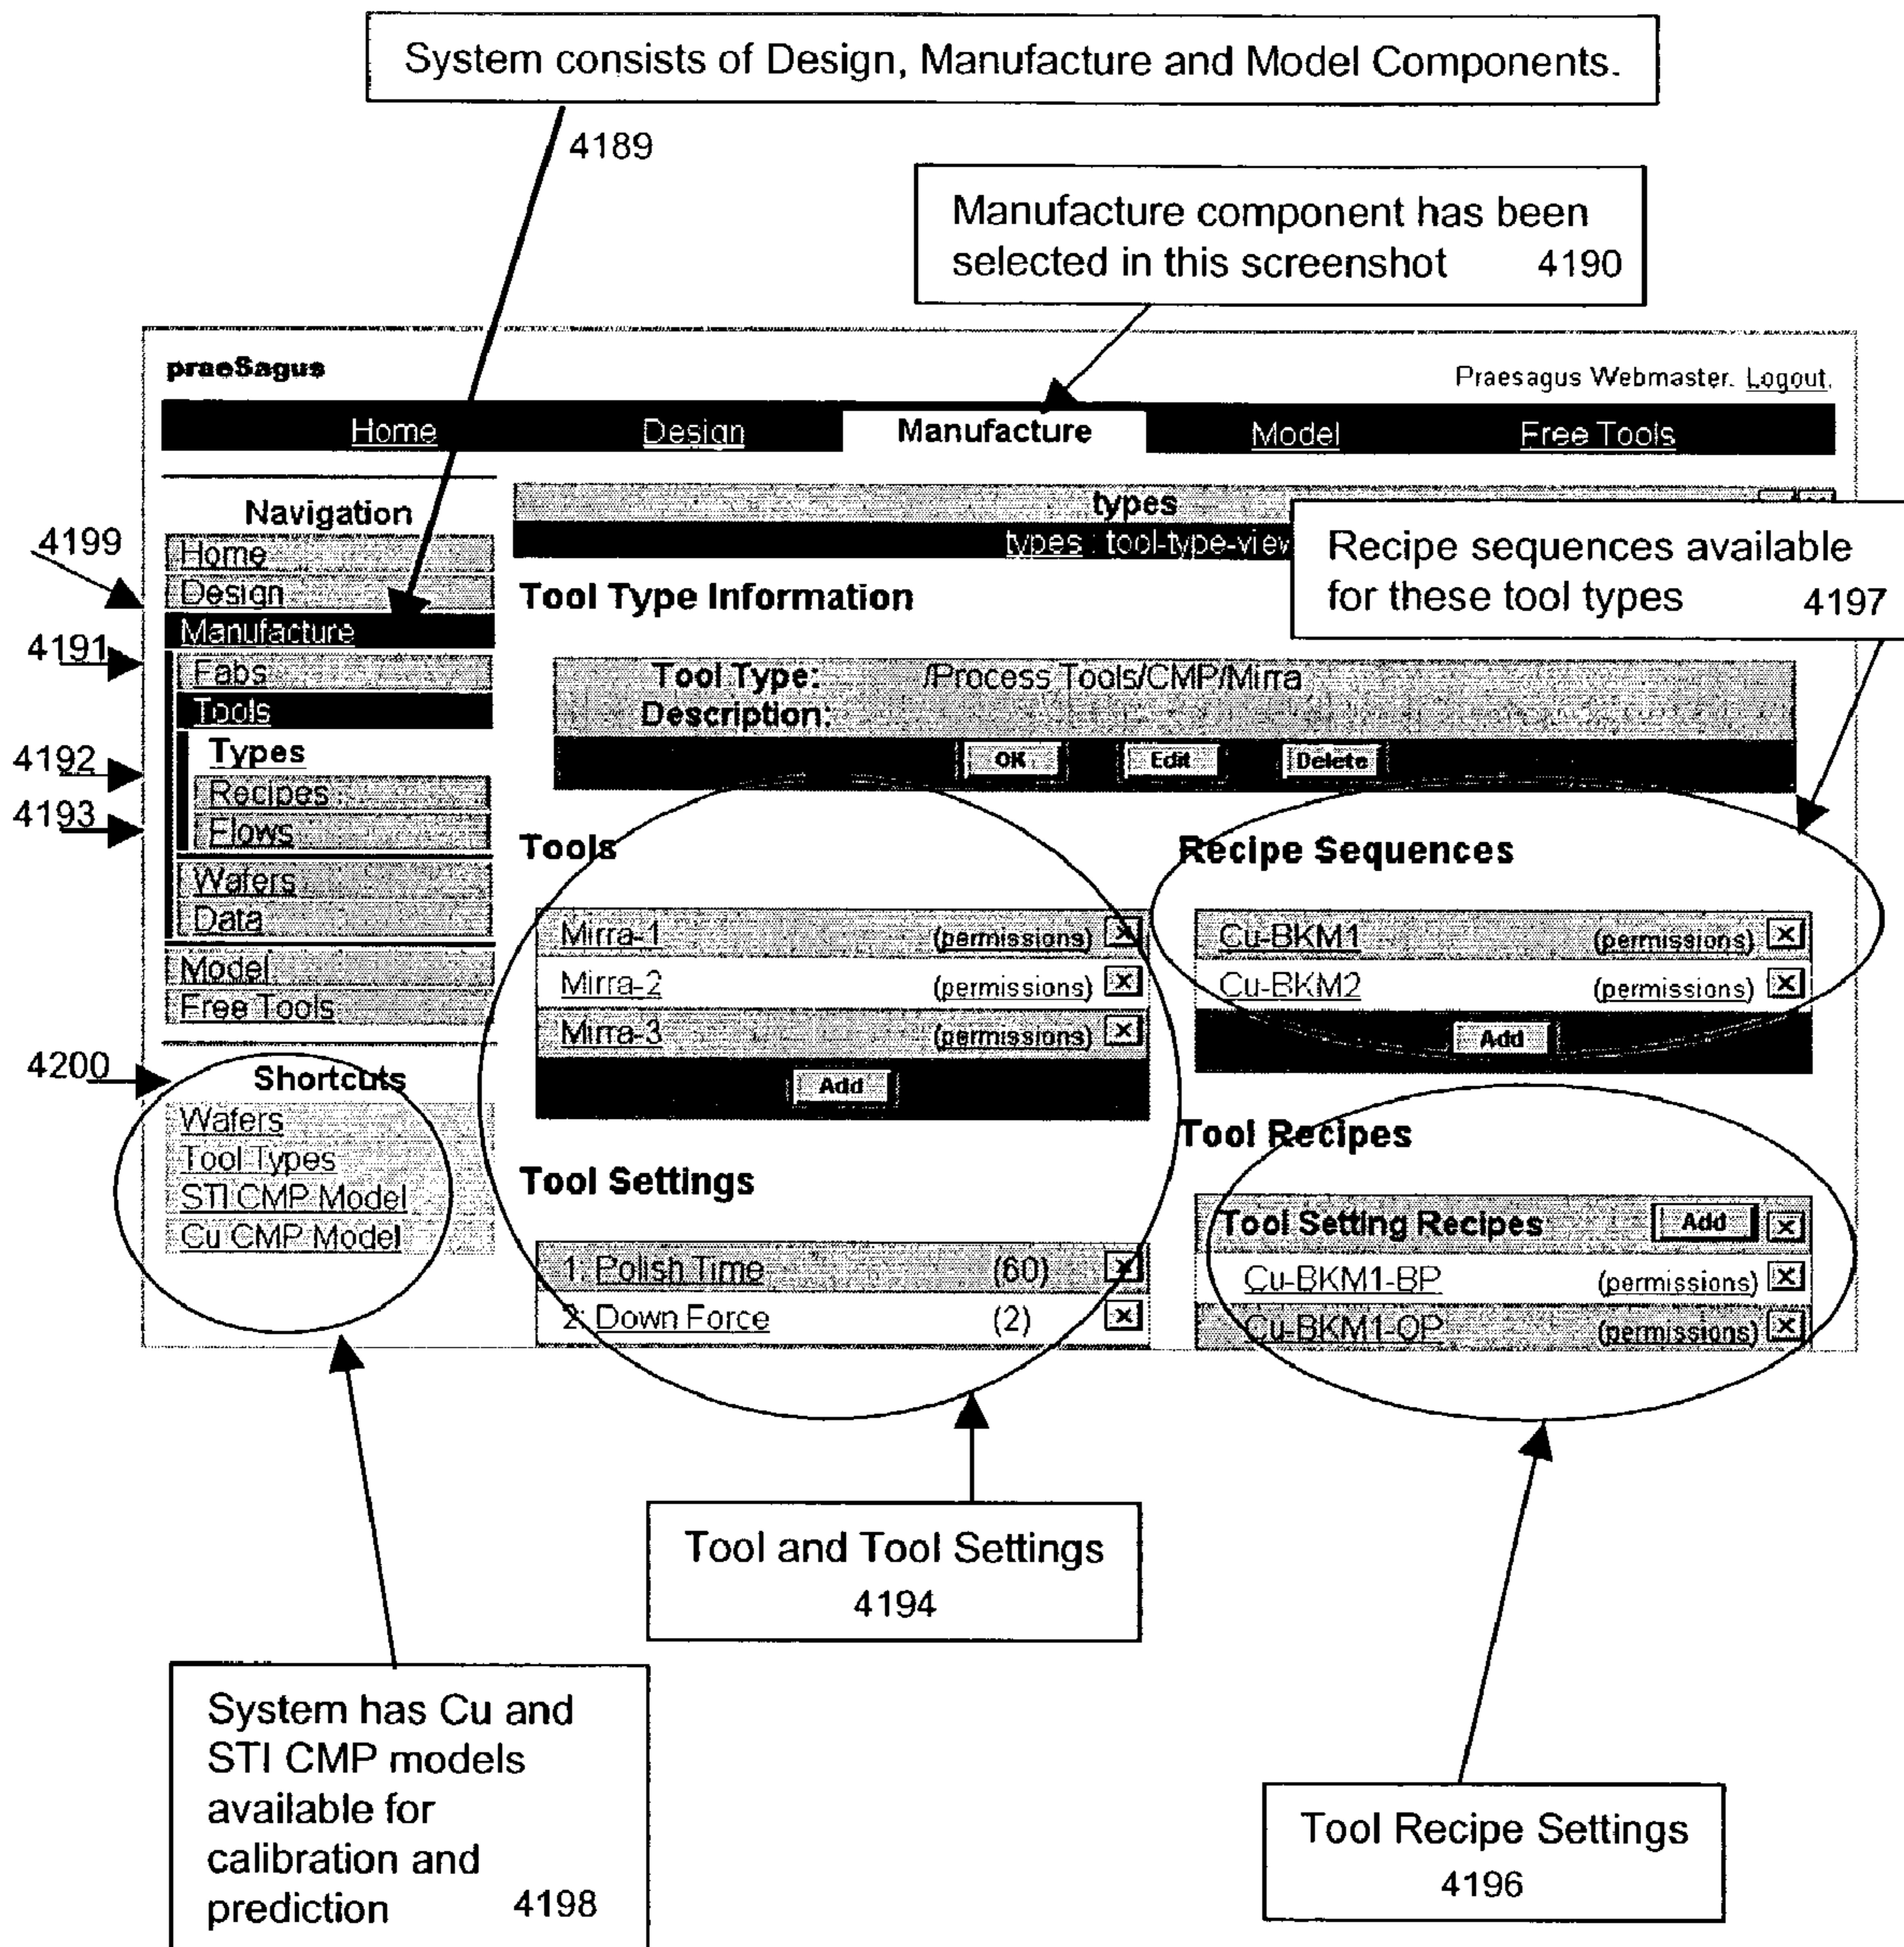 System consists of Design, Manufacture and Model Components.
4189
Manufacture component has been
selected in this screenshot 4190
praeSagus
Praesagus Webmaster. Logout.
Home Design Manufacture Model Free Tools
Navigation
4199
Home
Design
Manufacture
4191
Fabs
Tools
Types
4192
Recipes
4193
Flows
Wafers
Data
Model
Free Tools
4200
Shortcuts
Wafers
Tool Types
STI CMP Model
Cu CMP Model
types
types : tool-type-view
Recipe sequences available
for these tool types 4197
Tool Type Information
Tool Type: /Process Tools/CMP/Mirra
Description:
OK Edit Delete
Tools
Mirra-1 (permissions) X
Mirra-2 (permissions) X
Mirra-3 (permissions) X
Add
Tool Settings
1: Polish Time (60) X
2: Down Force (2) X
Recipe Sequences
Cu-BKM1 (permissions) X
Cu-BKM2 (permissions) X
Add
Tool Recipes
Tool Setting Recipes Add X
Cu-BKM1-BP (permissions) X
Cu-BKM1-OP (permissions) X
Tool and Tool Settings
4194
System has Cu and
STI CMP models
available for
calibration and
prediction 4198
Tool Recipe Settings
4196